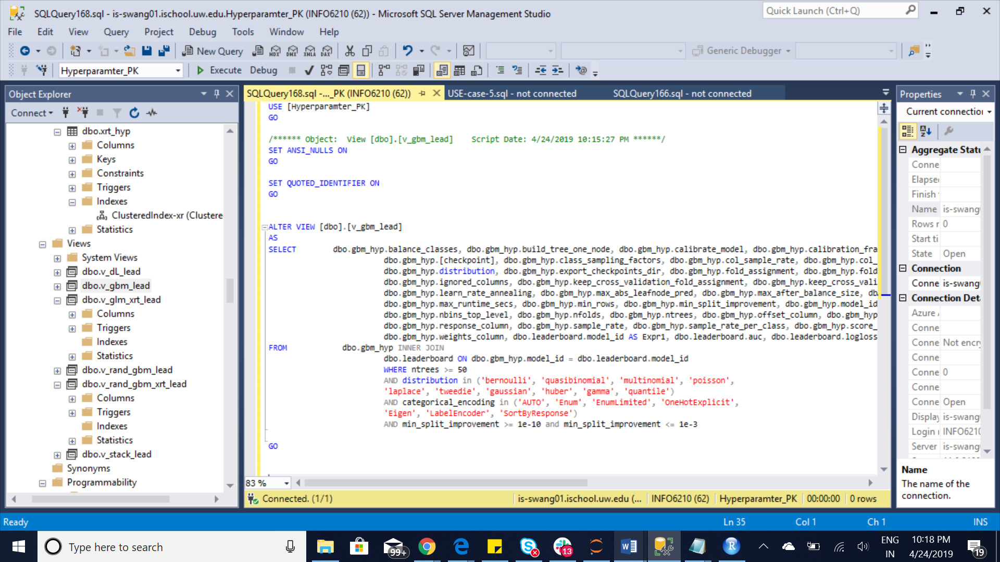 SQLQuery168.sql - is-swang01.ischool.uw.edu.Hyperparamter_PK (INFO6210 (62)) - Microsoft SQL Server Management Studio
Quick Launch (Ctrl+Q)
File Edit View Query Project Debug Tools Window Help
New Query MDX DMX XMLA DAX Generic Debugger
Hyperparamter_PK Execute Debug
Object Explorer
Connect
dbo.xrt_hyp
Columns
Keys
Constraints
Triggers
Indexes
ClusteredIndex-xr (Clustere
Statistics
Views
System Views
dbo.v_dL_lead
dbo.v_gbm_lead
dbo.v_glm_xrt_lead
Columns
Triggers
Indexes
Statistics
dbo.v_rand_gbm_lead
dbo.v_rand_gbm_xrt_lead
Columns
Triggers
Indexes
Statistics
dbo.v_stack_lead
Synonyms
Programmability
SQLQuery168.sql -..._PK (INFO6210 (62)) USE-case-5.sql - not connected SQLQuery166.sql - not connected
USE [Hyperparamter_PK]
GO
/****** Object:  View [dbo].[v_gbm_lead]    Script Date: 4/24/2019 10:15:27 PM ******/
SET ANSI_NULLS ON
GO
SET QUOTED_IDENTIFIER ON
GO
ALTER VIEW [dbo].[v_gbm_lead]
AS
SELECT dbo.gbm_hyp.balance_classes, dbo.gbm_hyp.build_tree_one_node, dbo.gbm_hyp.calibrate_model, dbo.gbm_hyp.calibration_fra
dbo.gbm_hyp.[checkpoint], dbo.gbm_hyp.class_sampling_factors, dbo.gbm_hyp.col_sample_rate, dbo.gbm_hyp.col_
dbo.gbm_hyp.distribution, dbo.gbm_hyp.export_checkpoints_dir, dbo.gbm_hyp.fold_assignment, dbo.gbm_hyp.fold
dbo.gbm_hyp.ignored_columns, dbo.gbm_hyp.keep_cross_validation_fold_assignment, dbo.gbm_hyp.keep_cross_vali
dbo.gbm_hyp.learn_rate_annealing, dbo.gbm_hyp.max_abs_leafnode_pred, dbo.gbm_hyp.max_after_balance_size, db
dbo.gbm_hyp.max_runtime_secs, dbo.gbm_hyp.min_rows, dbo.gbm_hyp.min_split_improvement, dbo.gbm_hyp.model_id
dbo.gbm_hyp.nbins_top_level, dbo.gbm_hyp.nfolds, dbo.gbm_hyp.ntrees, dbo.gbm_hyp.offset_column, dbo.gbm_hyp
dbo.gbm_hyp.response_column, dbo.gbm_hyp.sample_rate, dbo.gbm_hyp.sample_rate_per_class, dbo.gbm_hyp.score_
dbo.gbm_hyp.weights_column, dbo.leaderboard.model_id AS Expr1, dbo.leaderboard.auc, dbo.leaderboard.logloss
FROM dbo.gbm_hyp INNER JOIN
dbo.leaderboard ON dbo.gbm_hyp.model_id = dbo.leaderboard.model_id
WHERE ntrees >= 50
AND distribution in ('bernoulli', 'quasibinomial', 'multinomial', 'poisson',
'laplace', 'tweedie', 'gaussian', 'huber', 'gamma', 'quantile')
AND categorical_encoding in ('AUTO', 'Enum', 'EnumLimited', 'OneHotExplicit',
'Eigen', 'LabelEncoder', 'SortByResponse')
AND min_split_improvement >= 1e-10 and min_split_improvement <= 1e-3
GO
83 %
Connected. (1/1) is-swang01.ischool.uw.edu (... INFO6210 (62) Hyperparamter_PK 00:00:00 0 rows
Properties
Current connection
Aggregate Statu
Conne
Elapse
Finish
Name is-swang
Rows r 0
Start ti
State Open
Connection
Conne is-swang
Connection Det
Azure
Conne
Conne
Conne Not encry
Conne
Conne 0
Conne
Conne Open
Display is-swang
Login INFO6210
Server is-swang
Name
The name of the
connection.
Ready Ln 35 Col 1 Ch 1 INS
Type here to search 99+ 13 R ENG
IN
10:18 PM
4/24/2019
19